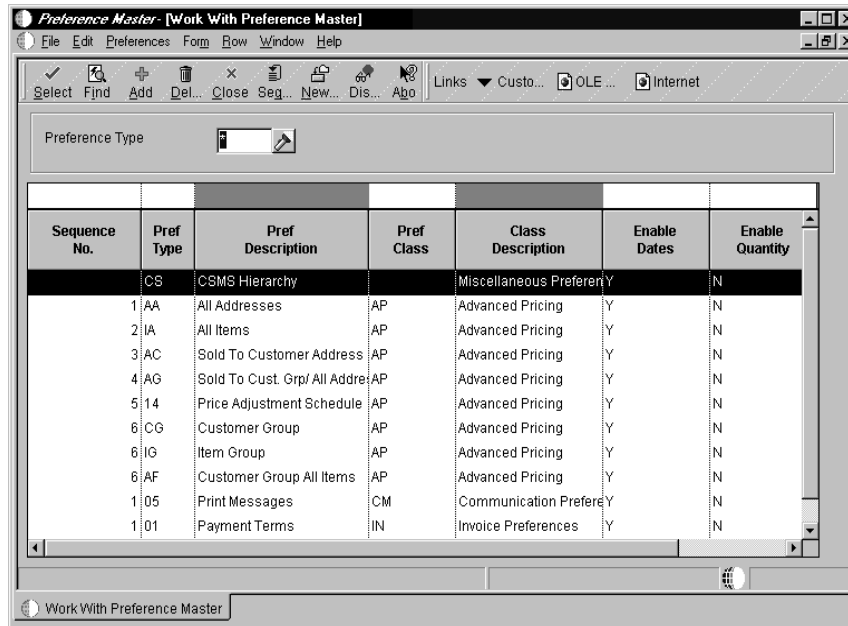 Preference Master - [Work With Preference Master]
File Edit Preferences Form Row Window Help
Select Find Add Del... Close Seq... New... Dis... Abo Links Custo... OLE ... Internet
Preference Type *
Sequence No. Pref Type Pref Description Pref Class Class Description Enable Dates Enable Quantity
CS CSMS Hierarchy Miscellaneous Preferen Y N
1 AA All Addresses AP Advanced Pricing Y N
2 IA All Items AP Advanced Pricing Y N
3 AC Sold To Customer Address AP Advanced Pricing Y N
4 AG Sold To Cust. Grp/ All Addre AP Advanced Pricing Y N
5 14 Price Adjustment Schedule AP Advanced Pricing Y N
6 CG Customer Group AP Advanced Pricing Y N
6 IG Item Group AP Advanced Pricing Y N
6 AF Customer Group All Items AP Advanced Pricing Y N
1 05 Print Messages CM Communication Prefere Y N
1 01 Payment Terms IN Invoice Preferences Y N
Work With Preference Master